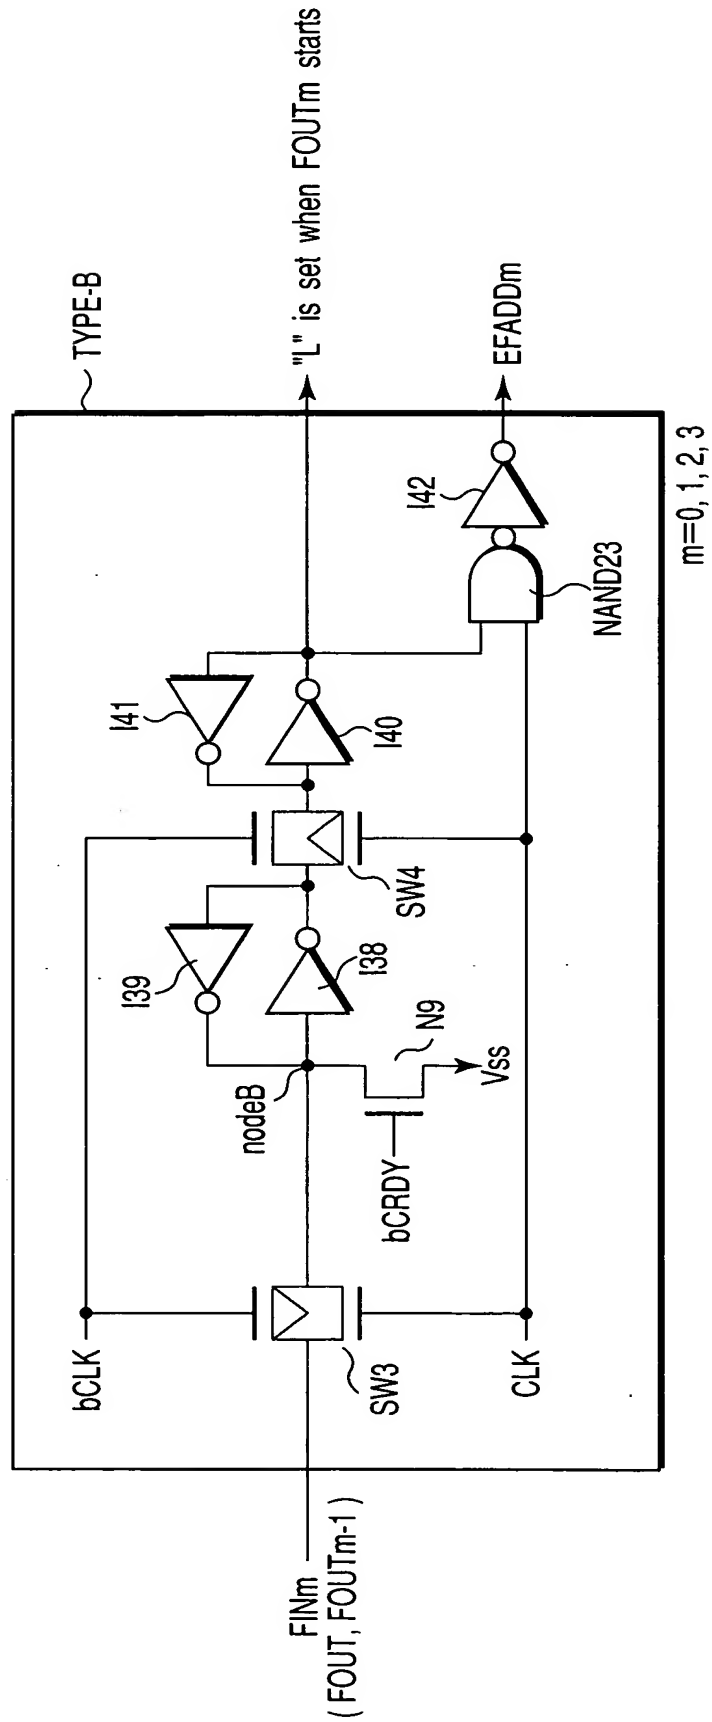 TYPE-B
bCLK
I39
I41
"L" is set when FOUTm starts
FINm
( FOUT, FOUTm-1 )
SW3
nodeB
I38
SW4
I40
bCRDY
N9
Vss
I42
EFADDm
CLK
NAND23
m=0, 1, 2, 3